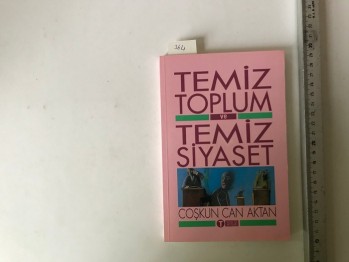 TEMİZ
TOPLUM
VE
TEMİZ
SİYASET
COŞKUN CAN AKTAN
T